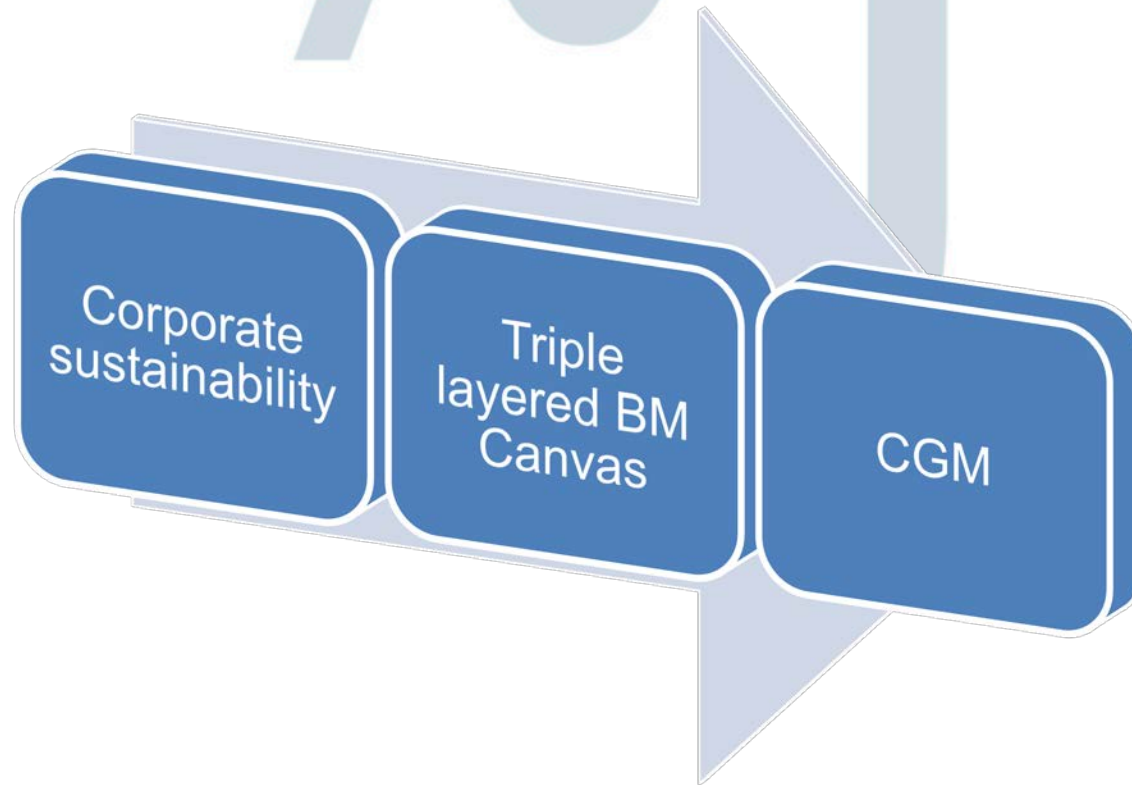 Corporate
sustainability
Triple
layered BM
Canvas
CGM